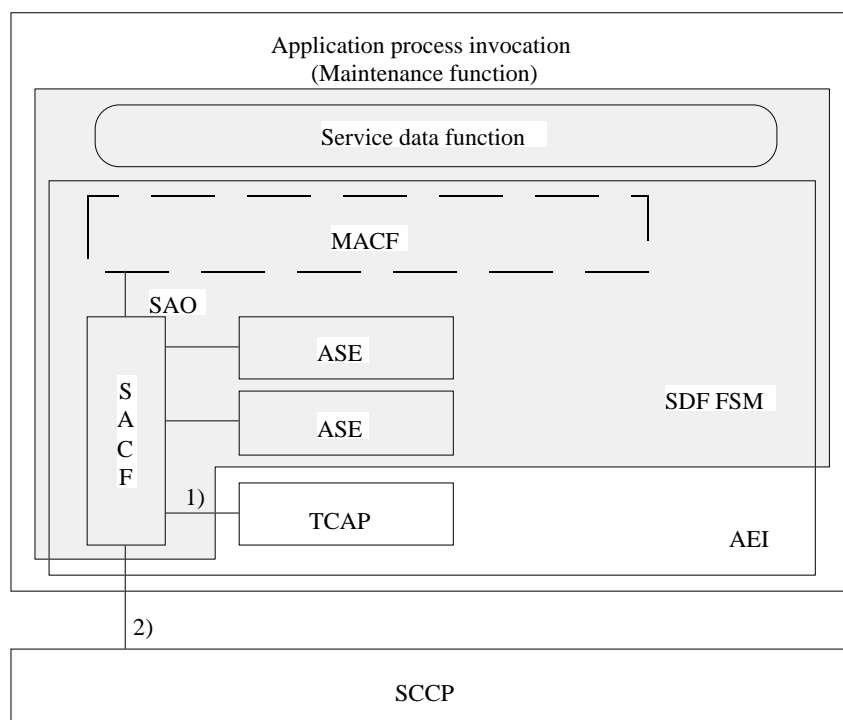 Application process invocation
(Maintenance function)
Service data function
MACF
SAO
ASE
SACF
ASE
SDF FSM
1)
TCAP
AEI
2)
SCCP